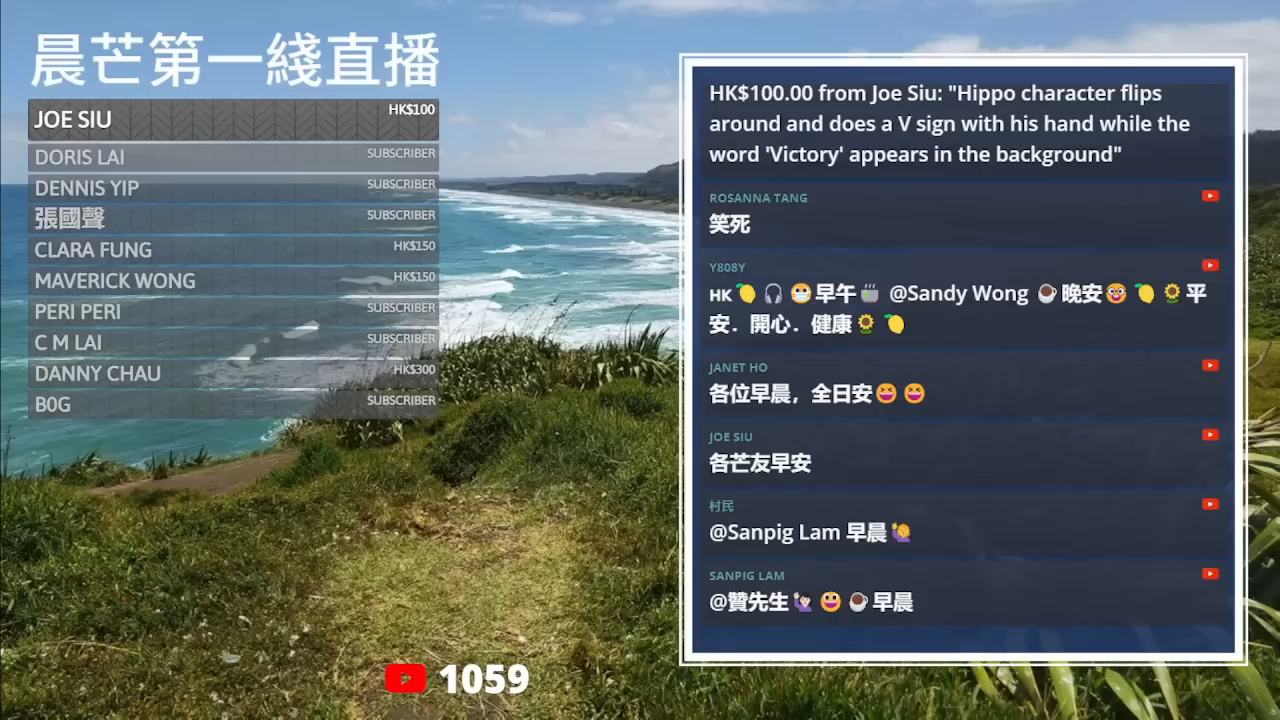 晨芒第一綫直播
JOE SIU HK$100
DORIS LAI SUBSCRIBER
DENNIS YIP SUBSCRIBER
張國聲 SUBSCRIBER
CLARA FUNG HK$150
MAVERICK WONG HK$150
PERI PERI SUBSCRIBER
C M LAI SUBSCRIBER
DANNY CHAU HK$300
B0G SUBSCRIBER
HK$100.00 from Joe Siu: "Hippo character flips
around and does a V sign with his hand while the
word 'Victory' appears in the background"
ROSANNA TANG
笑死
Y808Y
HK🍋🎧😷早午🍵 @Sandy Wong ☕晚安🤓🍋🌻平
安．開心．健康🌻🍋
JANET HO
各位早晨，全日安😆😆
JOE SIU
各芒友早安
村民
@Sanpig Lam 早晨🙋
SANPIG LAM
@贊先生🙋🏻‍♀️😃☕早晨
1059